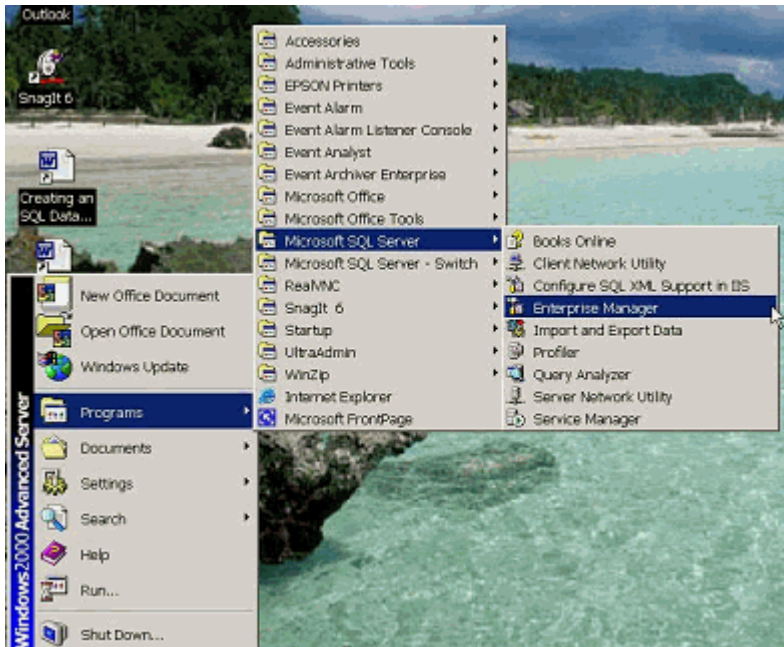 Outlook
SnagIt 6
Creating an
SQL Data...
Accessories
Administrative Tools
EPSON Printers
Event Alarm
Event Alarm Listener Console
Event Analyst
Event Archiver Enterprise
Microsoft Office
Microsoft Office Tools
Microsoft SQL Server
Microsoft SQL Server - Switch
RealVNC
SnagIt 6
Startup
UltraAdmin
WinZip
Internet Explorer
Microsoft FrontPage
Books Online
Client Network Utility
Configure SQL XML Support in IIS
Enterprise Manager
Import and Export Data
Profiler
Query Analyzer
Server Network Utility
Service Manager
New Office Document
Open Office Document
Windows Update
Programs
Documents
Settings
Search
Help
Run...
Shut Down...
Windows 2000 Advanced Server